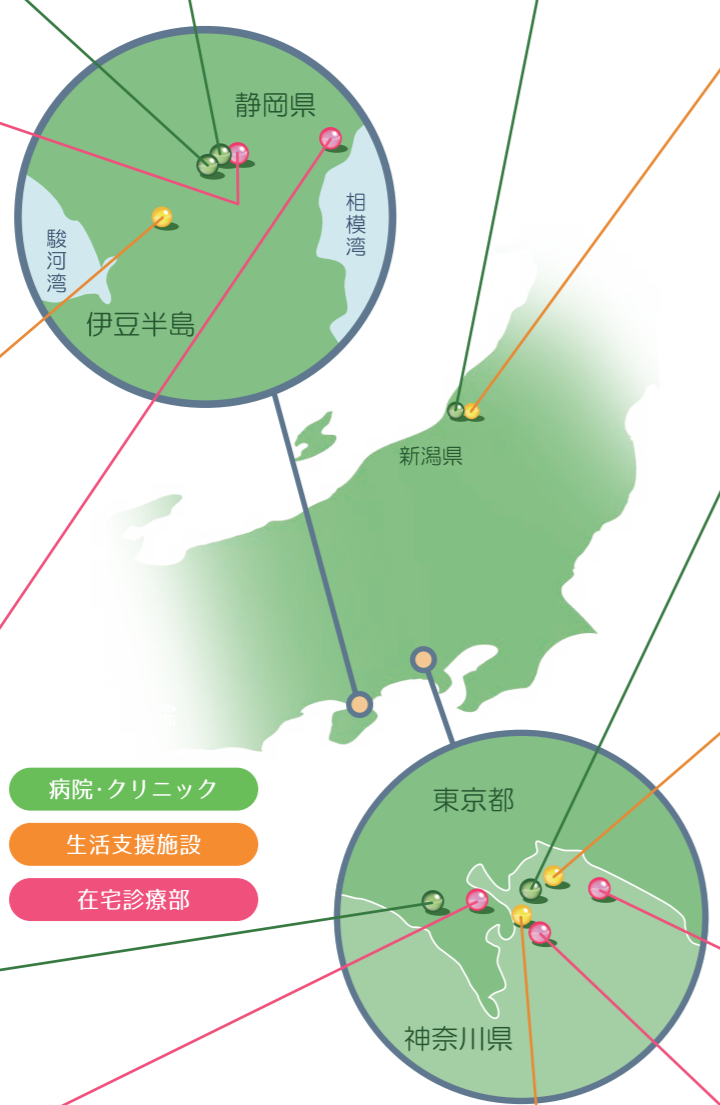 静岡県
相模湾
駿河湾
伊豆半島
新潟県
病院・クリニック
生活支援施設
在宅診療部
東京都
神奈川県